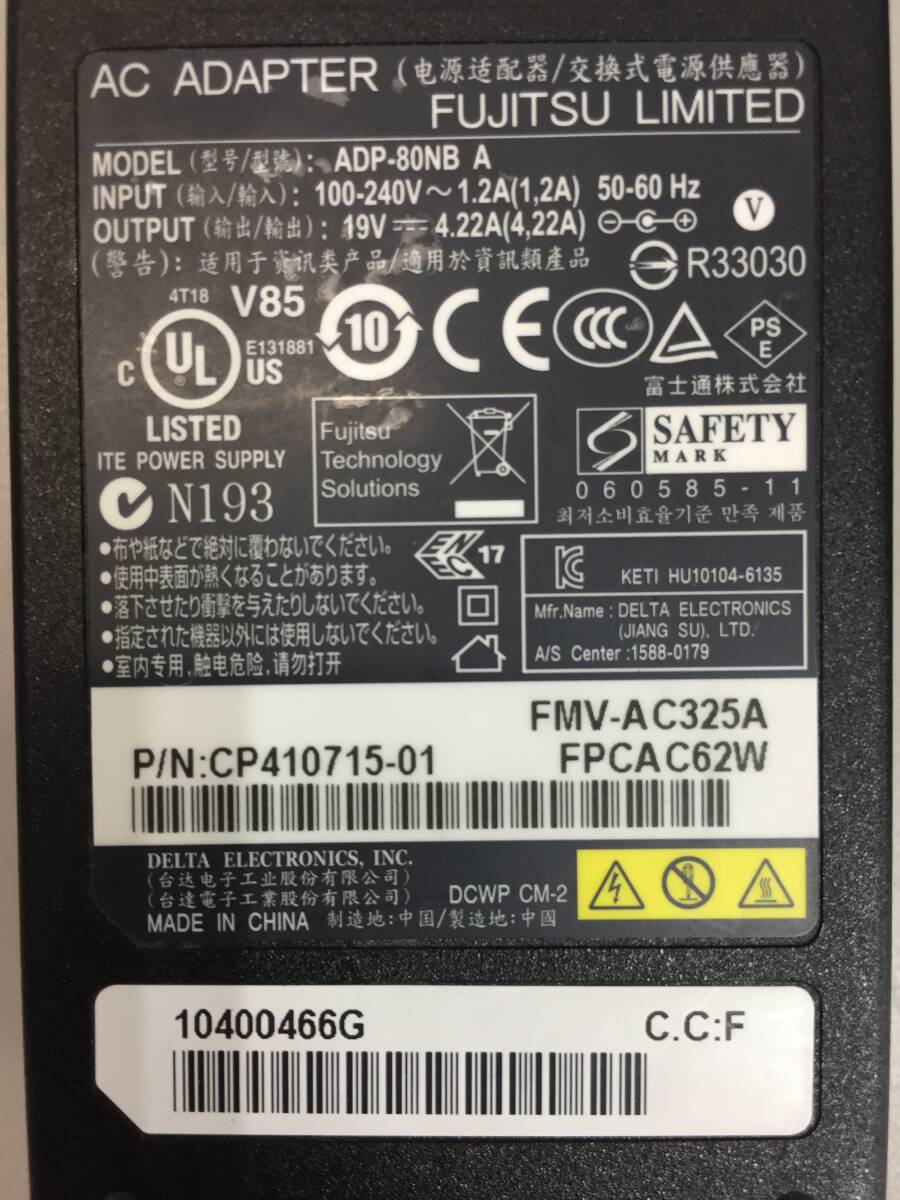 AC ADAPTER (电源适配器/交換式電源供應器)
FUJITSU LIMITED
MODEL (型号/型號): ADP-80NB A
INPUT (输入/輸入): 100-240V～1.2A(1,2A) 50-60 Hz
OUTPUT (输出/輸出): 19V⎓4.22A(4,22A)
V
(警告): 适用于资讯类产品/適用於資訊類產品
R33030
4T18
V85
C UL US
®
E131881
LISTED
ITE POWER SUPPLY
10
CE
CCC
PS
E
富士通株式会社
Fujitsu
Technology
Solutions
SAFETY
MARK
060585-11
최저소비효율기준 만족 제품
N193
•布や紙などで絶対に覆わないでください。
•使用中表面が熱くなることがあります。
•落下させたり衝撃を与えたりしないでください。
•指定された機器以外には使用しないでください。
•室内专用,触电危险,请勿打开
ENEC 17
KETI HU10104-6135
Mfr.Name : DELTA ELECTRONICS
(JIANG SU), LTD.
A/S Center :1588-0179
FMV-AC325A
P/N:CP410715-01 FPCAC62W
DELTA ELECTRONICS, INC.
(台达电子工业股份有限公司)
(台達電子工業股份有限公司)
DCWP CM-2
MADE IN CHINA 制造地:中国/製造地:中國
10400466G C.C:F